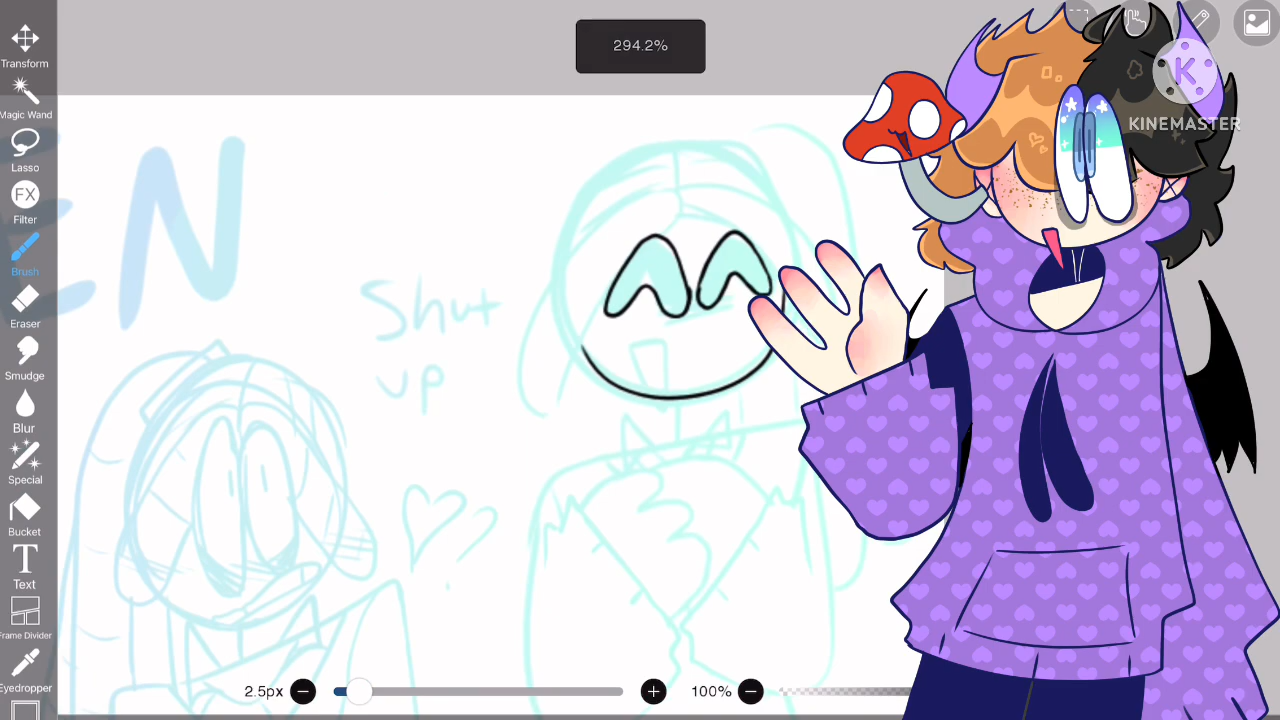 294.2%
Transform
Magic Wand
Lasso
FX
Filter
Brush
Eraser
Smudge
Blur
Special
Bucket
T
Text
Frame Divider
Eyedropper
EN
Shut
up
K
KINEMASTER
2.5px
100%